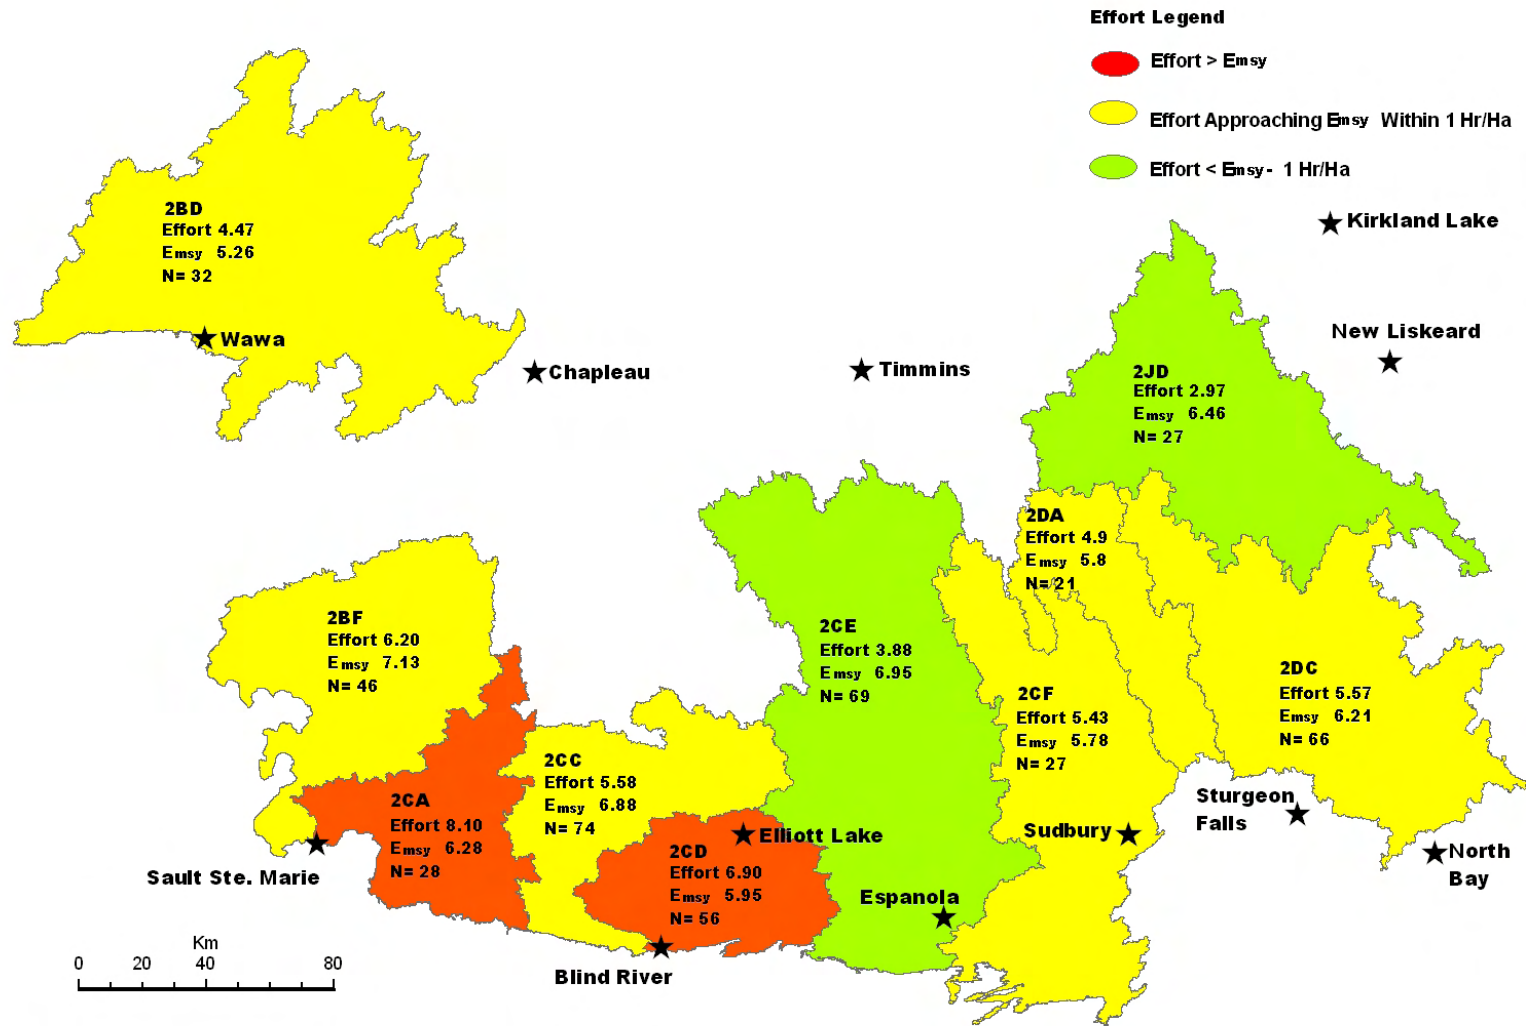 Effort Legend
Effort > Emsy
Effort Approaching Emsy Within 1 Hr/Ha
Effort < Emsy - 1 Hr/Ha
Kirkland Lake
New Liskeard
Timmins
Chapleau
Wawa
2BD
Effort 4.47
Emsy 5.26
N= 32
2JD
Effort 2.97
Emsy 6.46
N= 27
2DA
Effort 4.9
Emsy 5.8
N= 21
2BF
Effort 6.20
Emsy 7.13
N= 46
2CE
Effort 3.88
Emsy 6.95
N= 69
2CF
Effort 5.43
Emsy 5.78
N= 27
2DC
Effort 5.57
Emsy 6.21
N= 66
2CC
Effort 5.58
Emsy 6.88
N= 74
2CA
Effort 8.10
Emsy 6.28
N= 28
2CD
Effort 6.90
Emsy 5.95
N= 56
Elliott Lake
Sudbury
Sturgeon
Falls
North
Bay
Sault Ste. Marie
Espanola
Blind River
Km
0 20 40 80